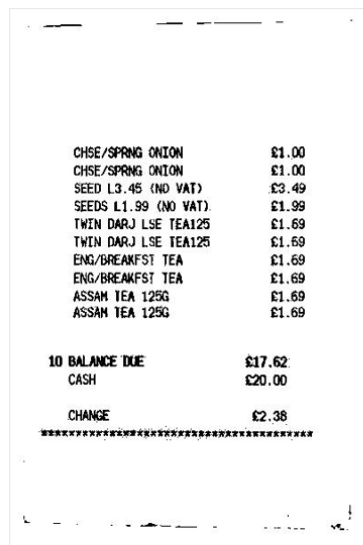 CHSE/SPRNG ONION £1.00
CHSE/SPRNG ONION £1.00
SEED L3.45 (NO VAT) £3.49
SEEDS L1.99 (NO VAT) £1.99
TWIN DARJ LSE TEA125 £1.69
TWIN DARJ LSE TEA125 £1.69
ENG/BREAKFST TEA £1.69
ENG/BREAKFST TEA £1.69
ASSAM TEA 125G £1.69
ASSAM TEA 125G £1.69
10 BALANCE DUE £17.62
CASH £20.00
CHANGE £2.38
****************************************